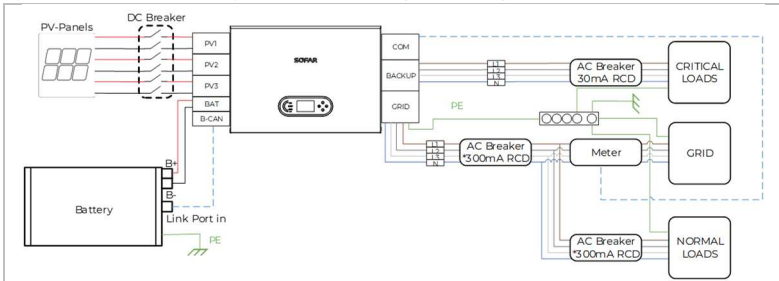 DC Breaker
PV-Panels
PV1
PV2
PV3
BAT
B-CAN
SOFAR
COM
BACKUP
GRID
L1
L2
L3
N
AC Breaker
30mA RCD
CRITICAL
LOADS
PE
L1
L2
L3
N
AC Breaker
*300mA RCD
Meter
GRID
B+
B-
Battery
Link Port in
PE
AC Breaker
*300mA RCD
NORMAL
LOADS